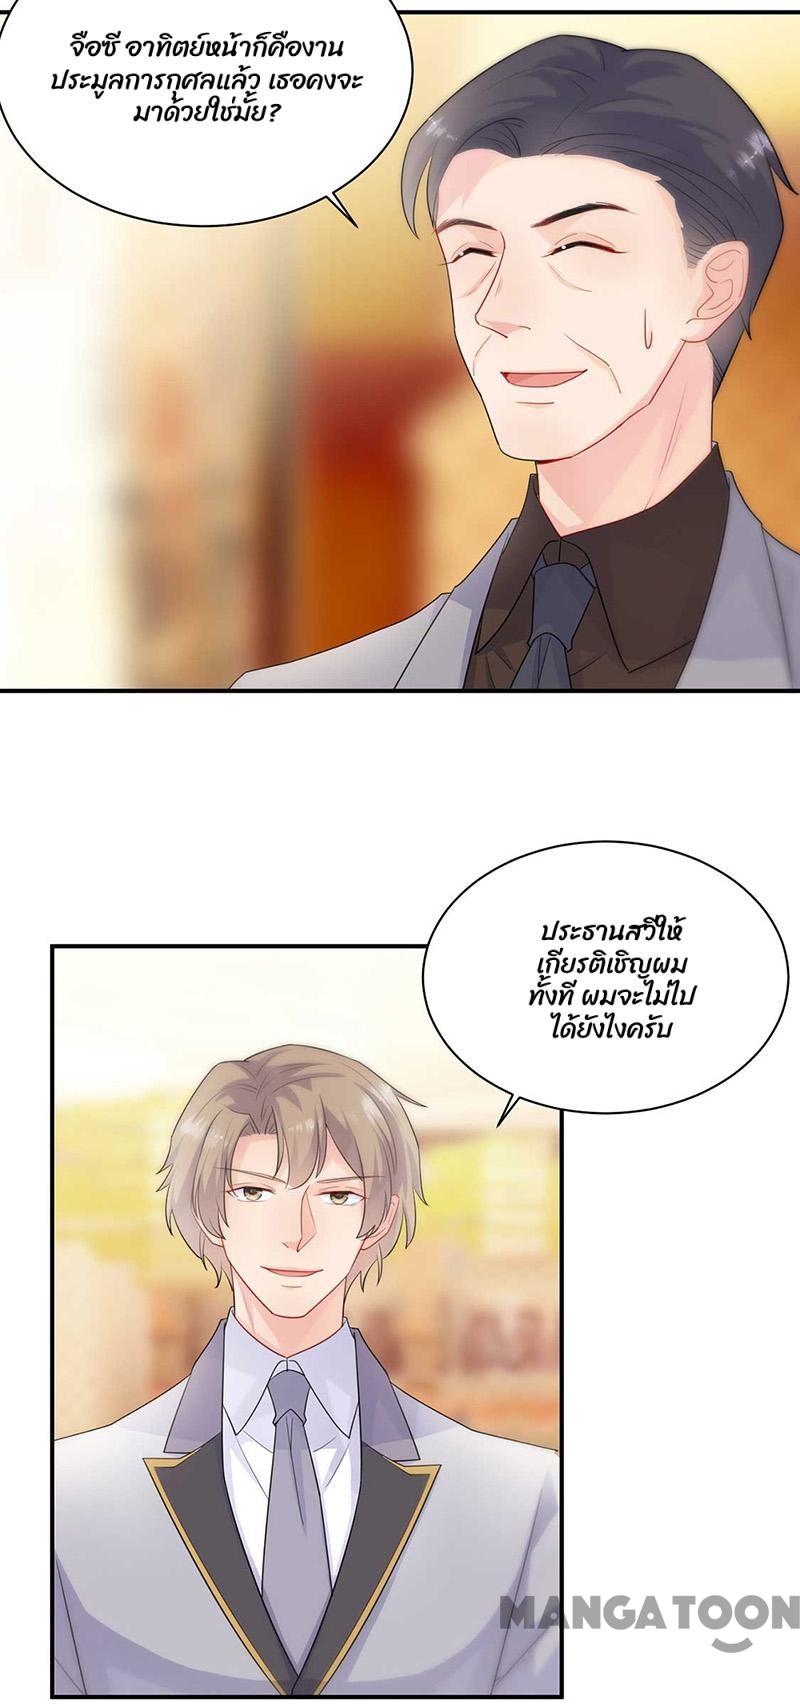 จือซี อาทิตย์หน้าก็คืองาน
ประมูลการกุศลแล้ว เธอคงจะ
มาด้วยใช่มั้ย?
ประธานสวีให้
เกียรติเชิญผม
ทั้งที ผมจะไม่ไป
ได้ยังไงครับ
MANGATOON